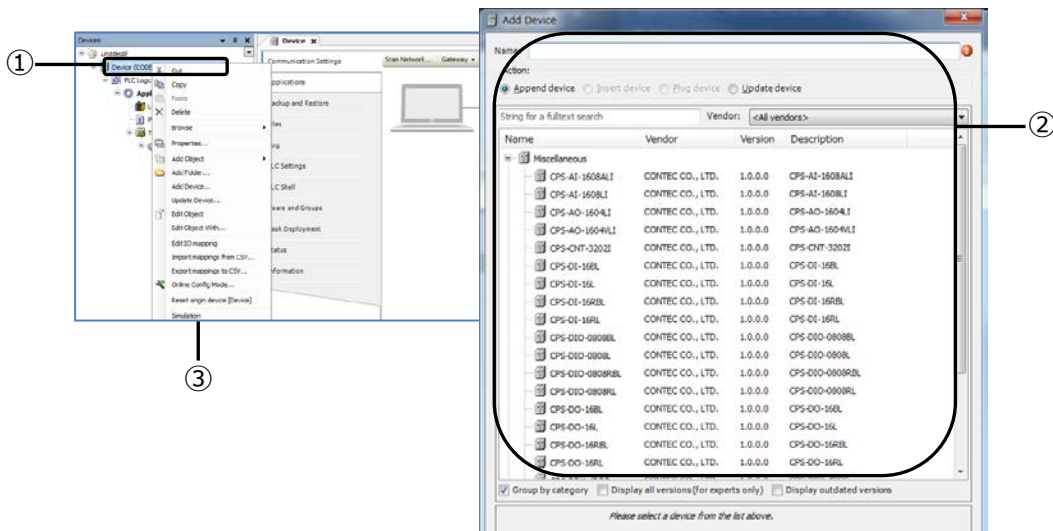 ①
②
③
Devices
Device
Untitled#
Device (CODE
PLC Logic
Appl
Cut
Copy
Paste
Delete
Browse
Properties...
Add Object
Add Folder...
Add Device...
Update Device...
Edit Object
Edit Object With...
Edit IO mapping
Import mappings from CSV...
Export mappings to CSV...
Online Config Mode...
Reset origin device [Device]
Simulation
Communication Settings
Scan Network...
Gateway
pplications
ackup and Restore
les
og
LC Settings
LC Shell
sers and Groups
ask Deployment
tatus
nformation
Add Device
Name
Action:
Append device
Insert device
Plug device
Update device
String for a fulltext search
Vendor:
<All vendors>
Name Vendor Version Description
Miscellaneous
CPS-AI-1608ALI CONTEC CO., LTD. 1.0.0.0 CPS-AI-1608ALI
CPS-AI-1608LI CONTEC CO., LTD. 1.0.0.0 CPS-AI-1608LI
CPS-AO-1604LI CONTEC CO., LTD. 1.0.0.0 CPS-AO-1604LI
CPS-AO-1604VLI CONTEC CO., LTD. 1.0.0.0 CPS-AO-1604VLI
CPS-CNT-3202I CONTEC CO., LTD. 1.0.0.0 CPS-CNT-3202I
CPS-DI-16BL CONTEC CO., LTD. 1.0.0.0 CPS-DI-16BL
CPS-DI-16L CONTEC CO., LTD. 1.0.0.0 CPS-DI-16L
CPS-DI-16RBL CONTEC CO., LTD. 1.0.0.0 CPS-DI-16RBL
CPS-DI-16RL CONTEC CO., LTD. 1.0.0.0 CPS-DI-16RL
CPS-DIO-0808BL CONTEC CO., LTD. 1.0.0.0 CPS-DIO-0808BL
CPS-DIO-0808L CONTEC CO., LTD. 1.0.0.0 CPS-DIO-0808L
CPS-DIO-0808RBL CONTEC CO., LTD. 1.0.0.0 CPS-DIO-0808RBL
CPS-DIO-0808RL CONTEC CO., LTD. 1.0.0.0 CPS-DIO-0808RL
CPS-DO-16BL CONTEC CO., LTD. 1.0.0.0 CPS-DO-16BL
CPS-DO-16L CONTEC CO., LTD. 1.0.0.0 CPS-DO-16L
CPS-DO-16RBL CONTEC CO., LTD. 1.0.0.0 CPS-DO-16RBL
CPS-DO-16RL CONTEC CO., LTD. 1.0.0.0 CPS-DO-16RL
Group by category
Display all versions (for experts only)
Display outdated versions
Please select a device from the list above.